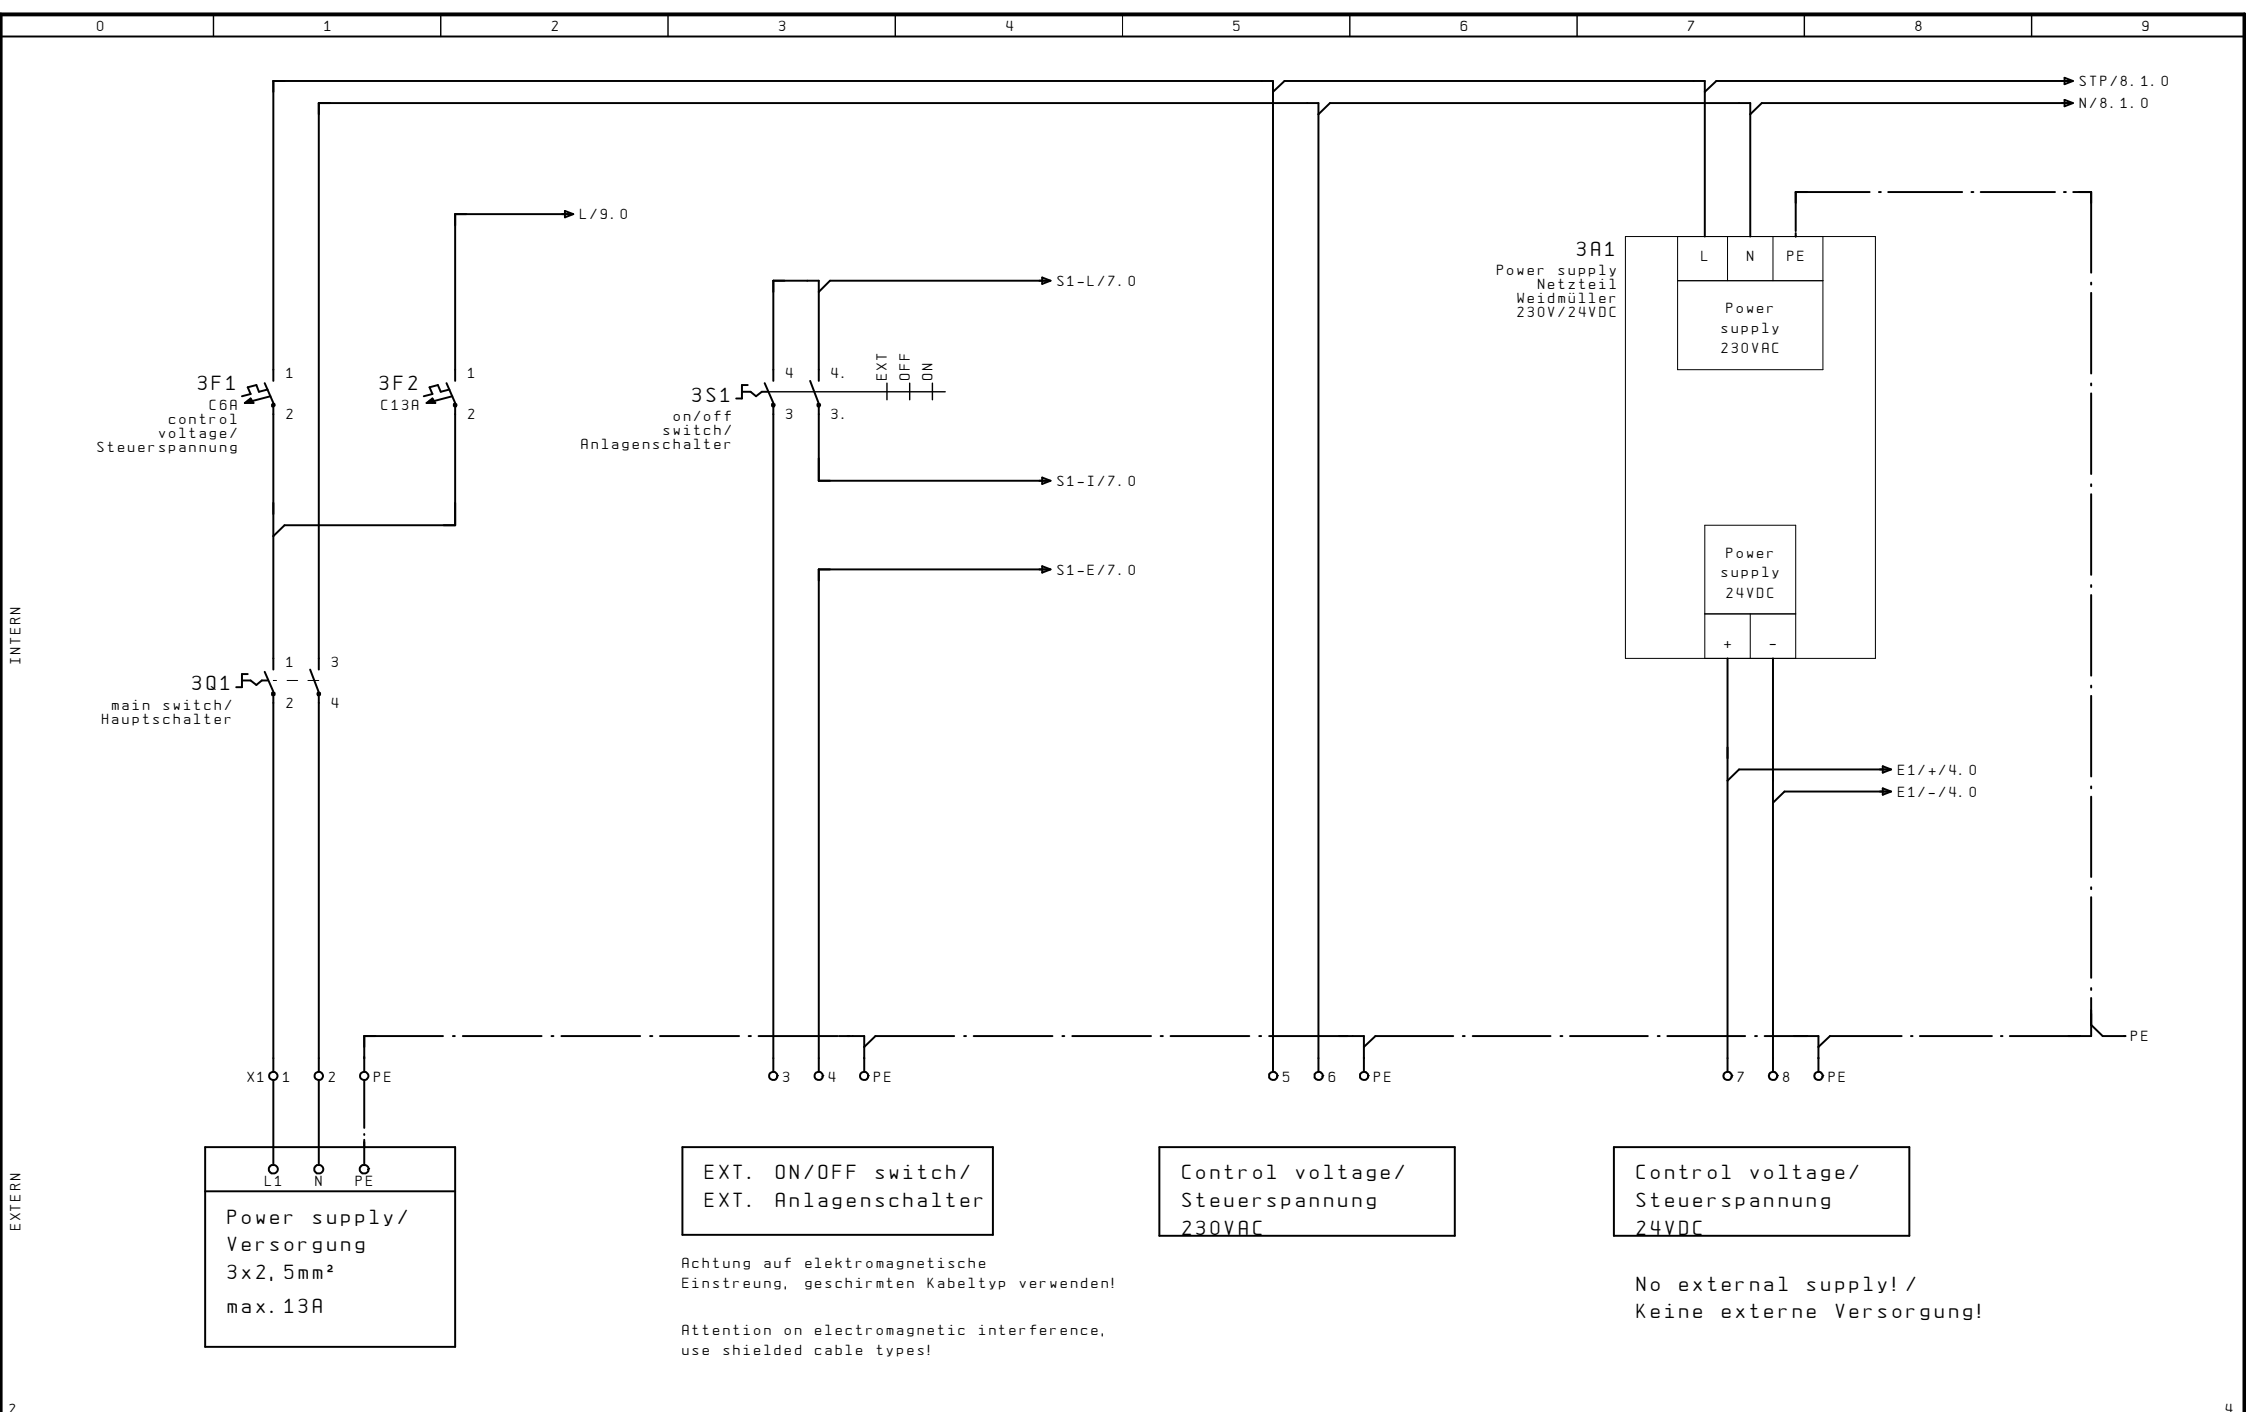 0 1 2 3 4 5 6 7 8 9
STP/8.1.0
N/8.1.0
L/9.0
3F1
C6A
control
voltage/
Steuerspannung
1
2
3F2
C13A
1
2
3S1
on/off
switch/
Anlagenschalter
4 4.
3 3.
EXT
OFF
ON
S1-L/7.0
S1-I/7.0
S1-E/7.0
3A1
Power supply
Netzteil
Weidmüller
230V/24VDC
L N PE
Power
supply
230VAC
Power
supply
24VDC
+ -
E1/+/4.0
E1/-/4.0
INTERN
3Q1
main switch/
Hauptschalter
1 3
2 4
PE
X1 1 2 PE
3 4 PE
5 6 PE
7 8 PE
EXTERN
L1 N PE
Power supply/
Versorgung
3x2,5mm²
max.13A
EXT. ON/OFF switch/
EXT. Anlagenschalter
Achtung auf elektromagnetische
Einstreung, geschirmten Kabeltyp verwenden!
Attention on electromagnetic interference,
use shielded cable types!
Control voltage/
Steuerspannung
230VAC
Control voltage/
Steuerspannung
24VDC
No external supply!/
Keine externe Versorgung!
2
4